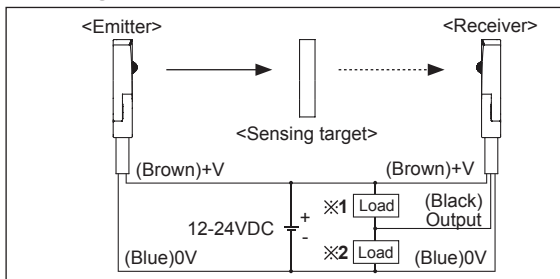 <Emitter> <Receiver>
<Sensing target>
(Brown)+V (Brown)+V
※1 Load (Black)
Output
12-24VDC + -
※2 Load
(Blue)0V (Blue)0V